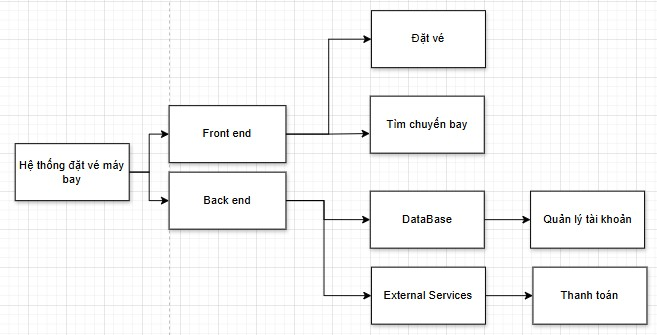 Đặt vé
Front end
Tìm chuyến bay
Hệ thống đặt vé máy
bay
Back end
DataBase
Quản lý tài khoản
External Services
Thanh toán